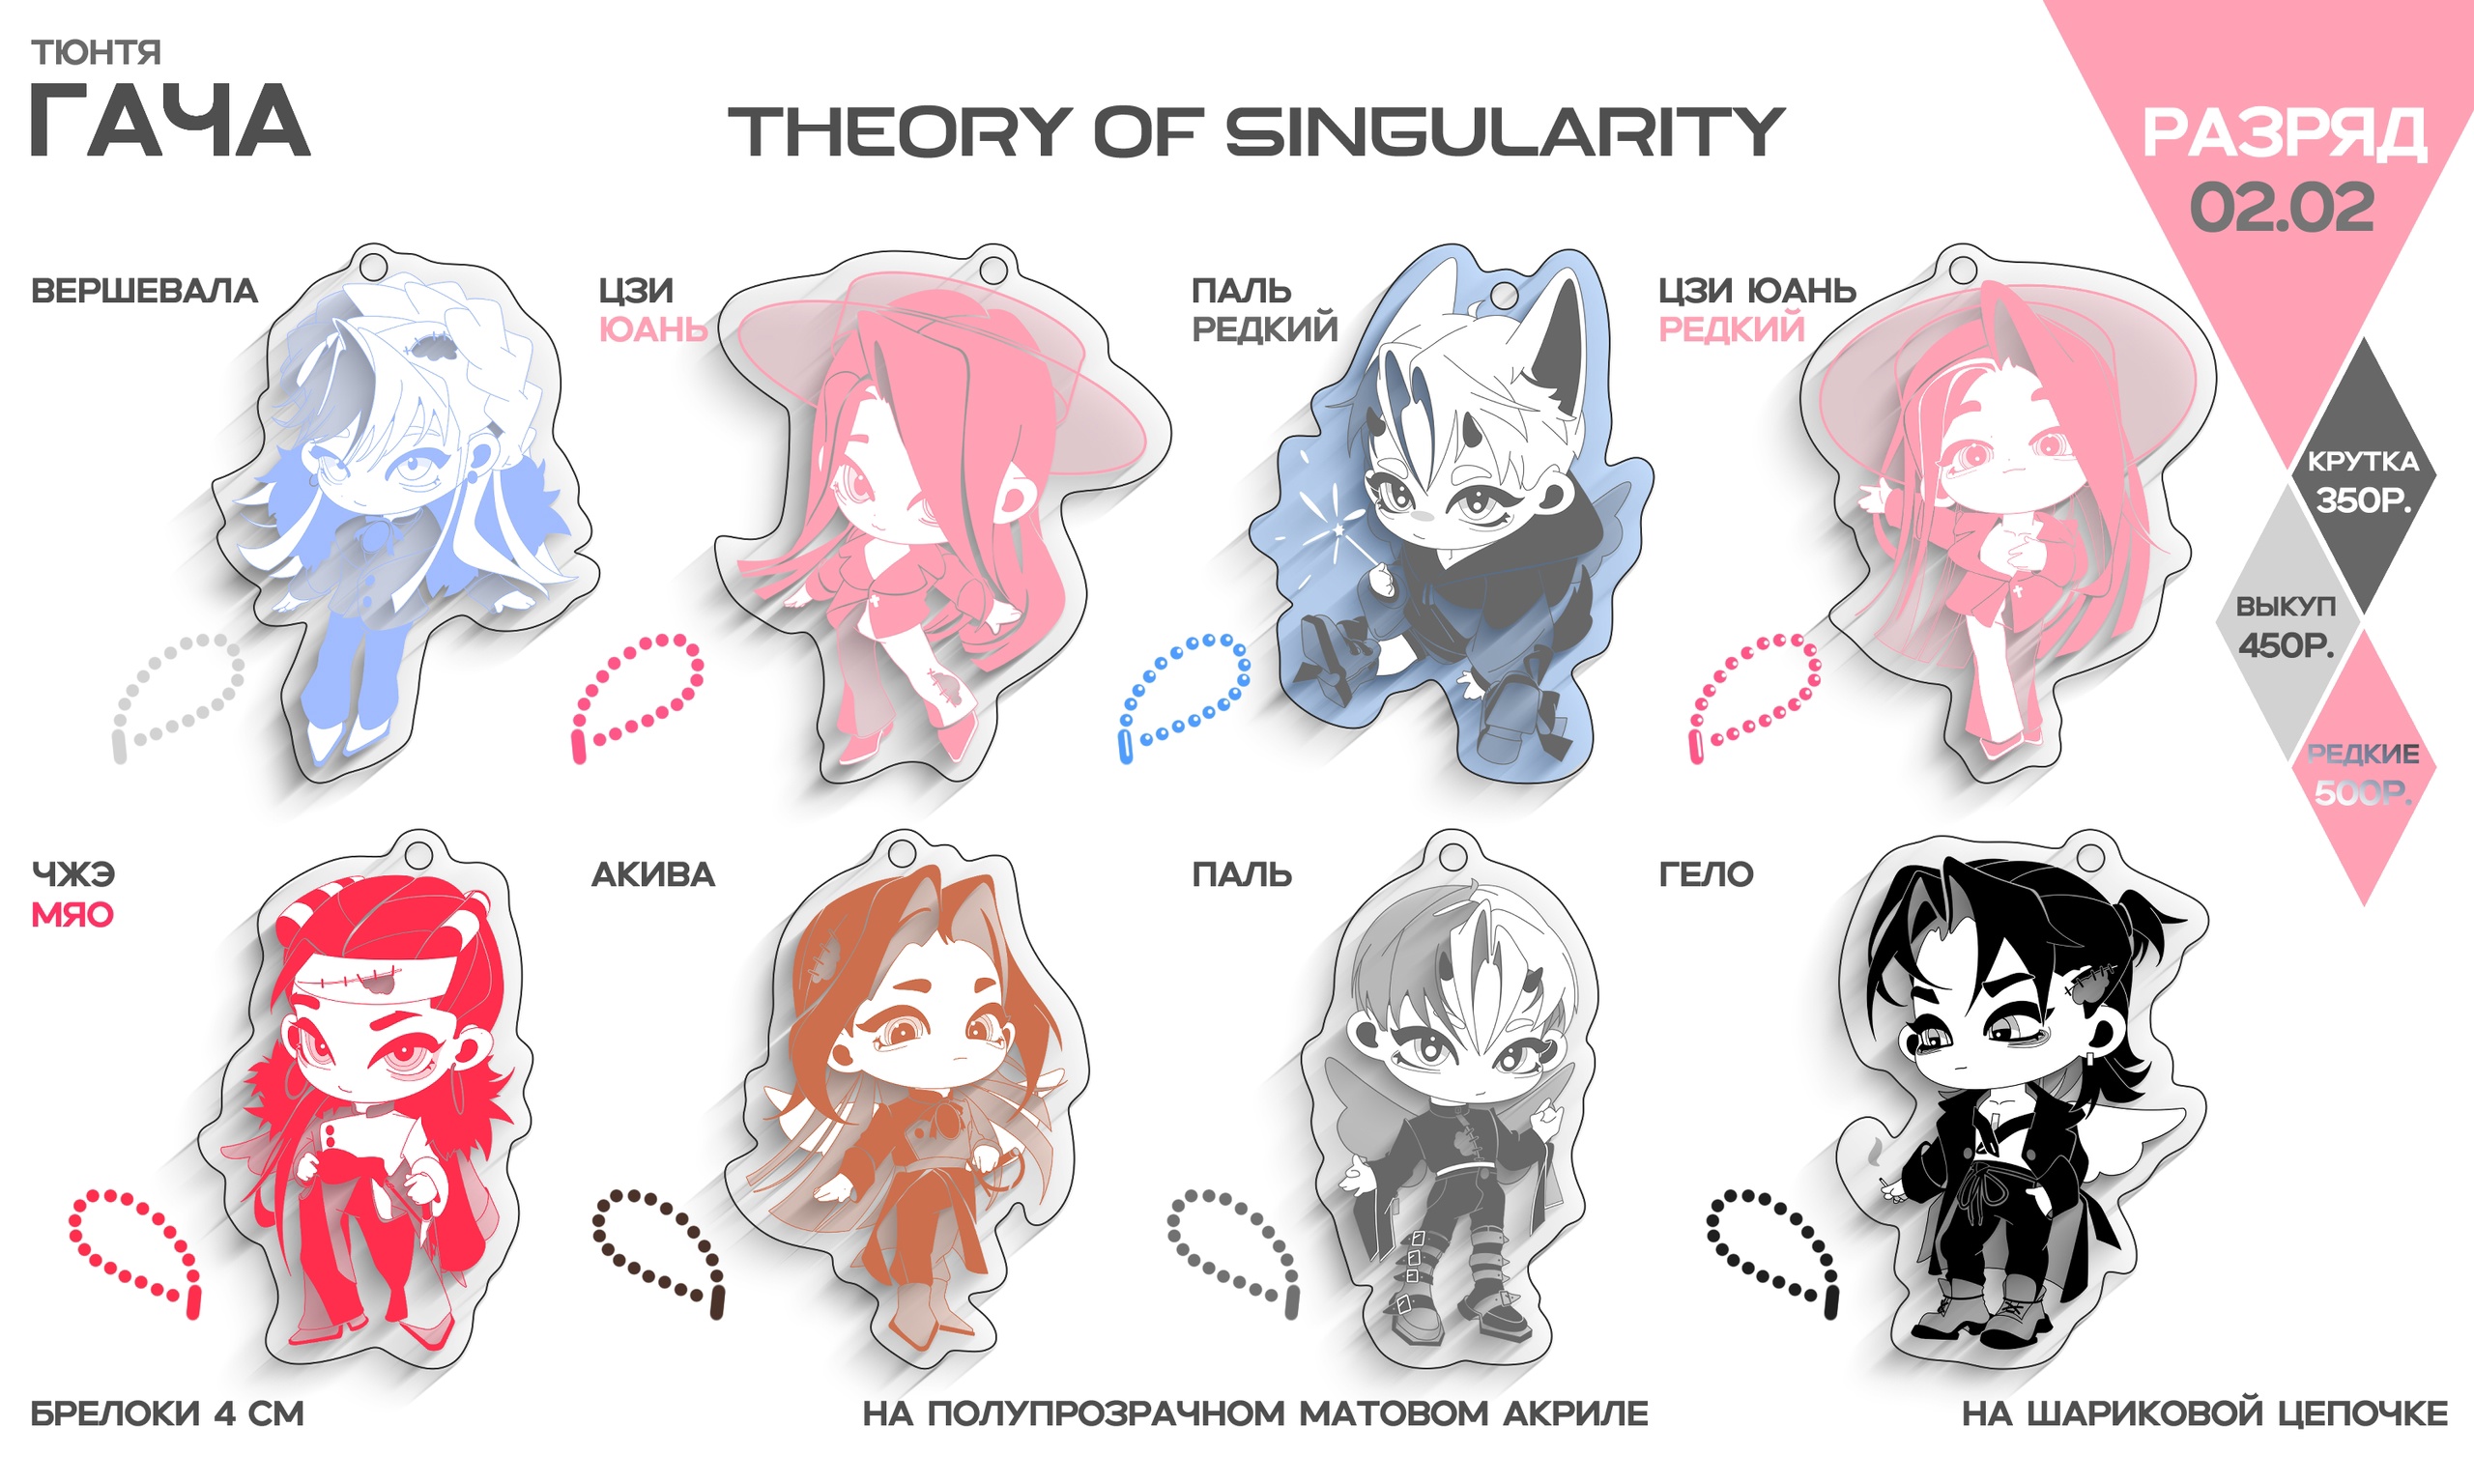 ТЮНТЯ
ГАЧА
THEORY OF SINGULARITY
РАЗРЯД
02.02
ВЕРШЕВАЛА
ЦЗИ
ЮАНЬ
ПАЛЬ
РЕДКИЙ
ЦЗИ ЮАНЬ
РЕДКИЙ
КРУТКА
350Р.
ВЫКУП
450Р.
РЕДКИЕ
500Р.
ЧЖЭ
МЯО
АКИВА
ПАЛЬ
ГЕЛО
БРЕЛОКИ 4 СМ
НА ПОЛУПРОЗРАЧНОМ МАТОВОМ АКРИЛЕ
НА ШАРИКОВОЙ ЦЕПОЧКЕ